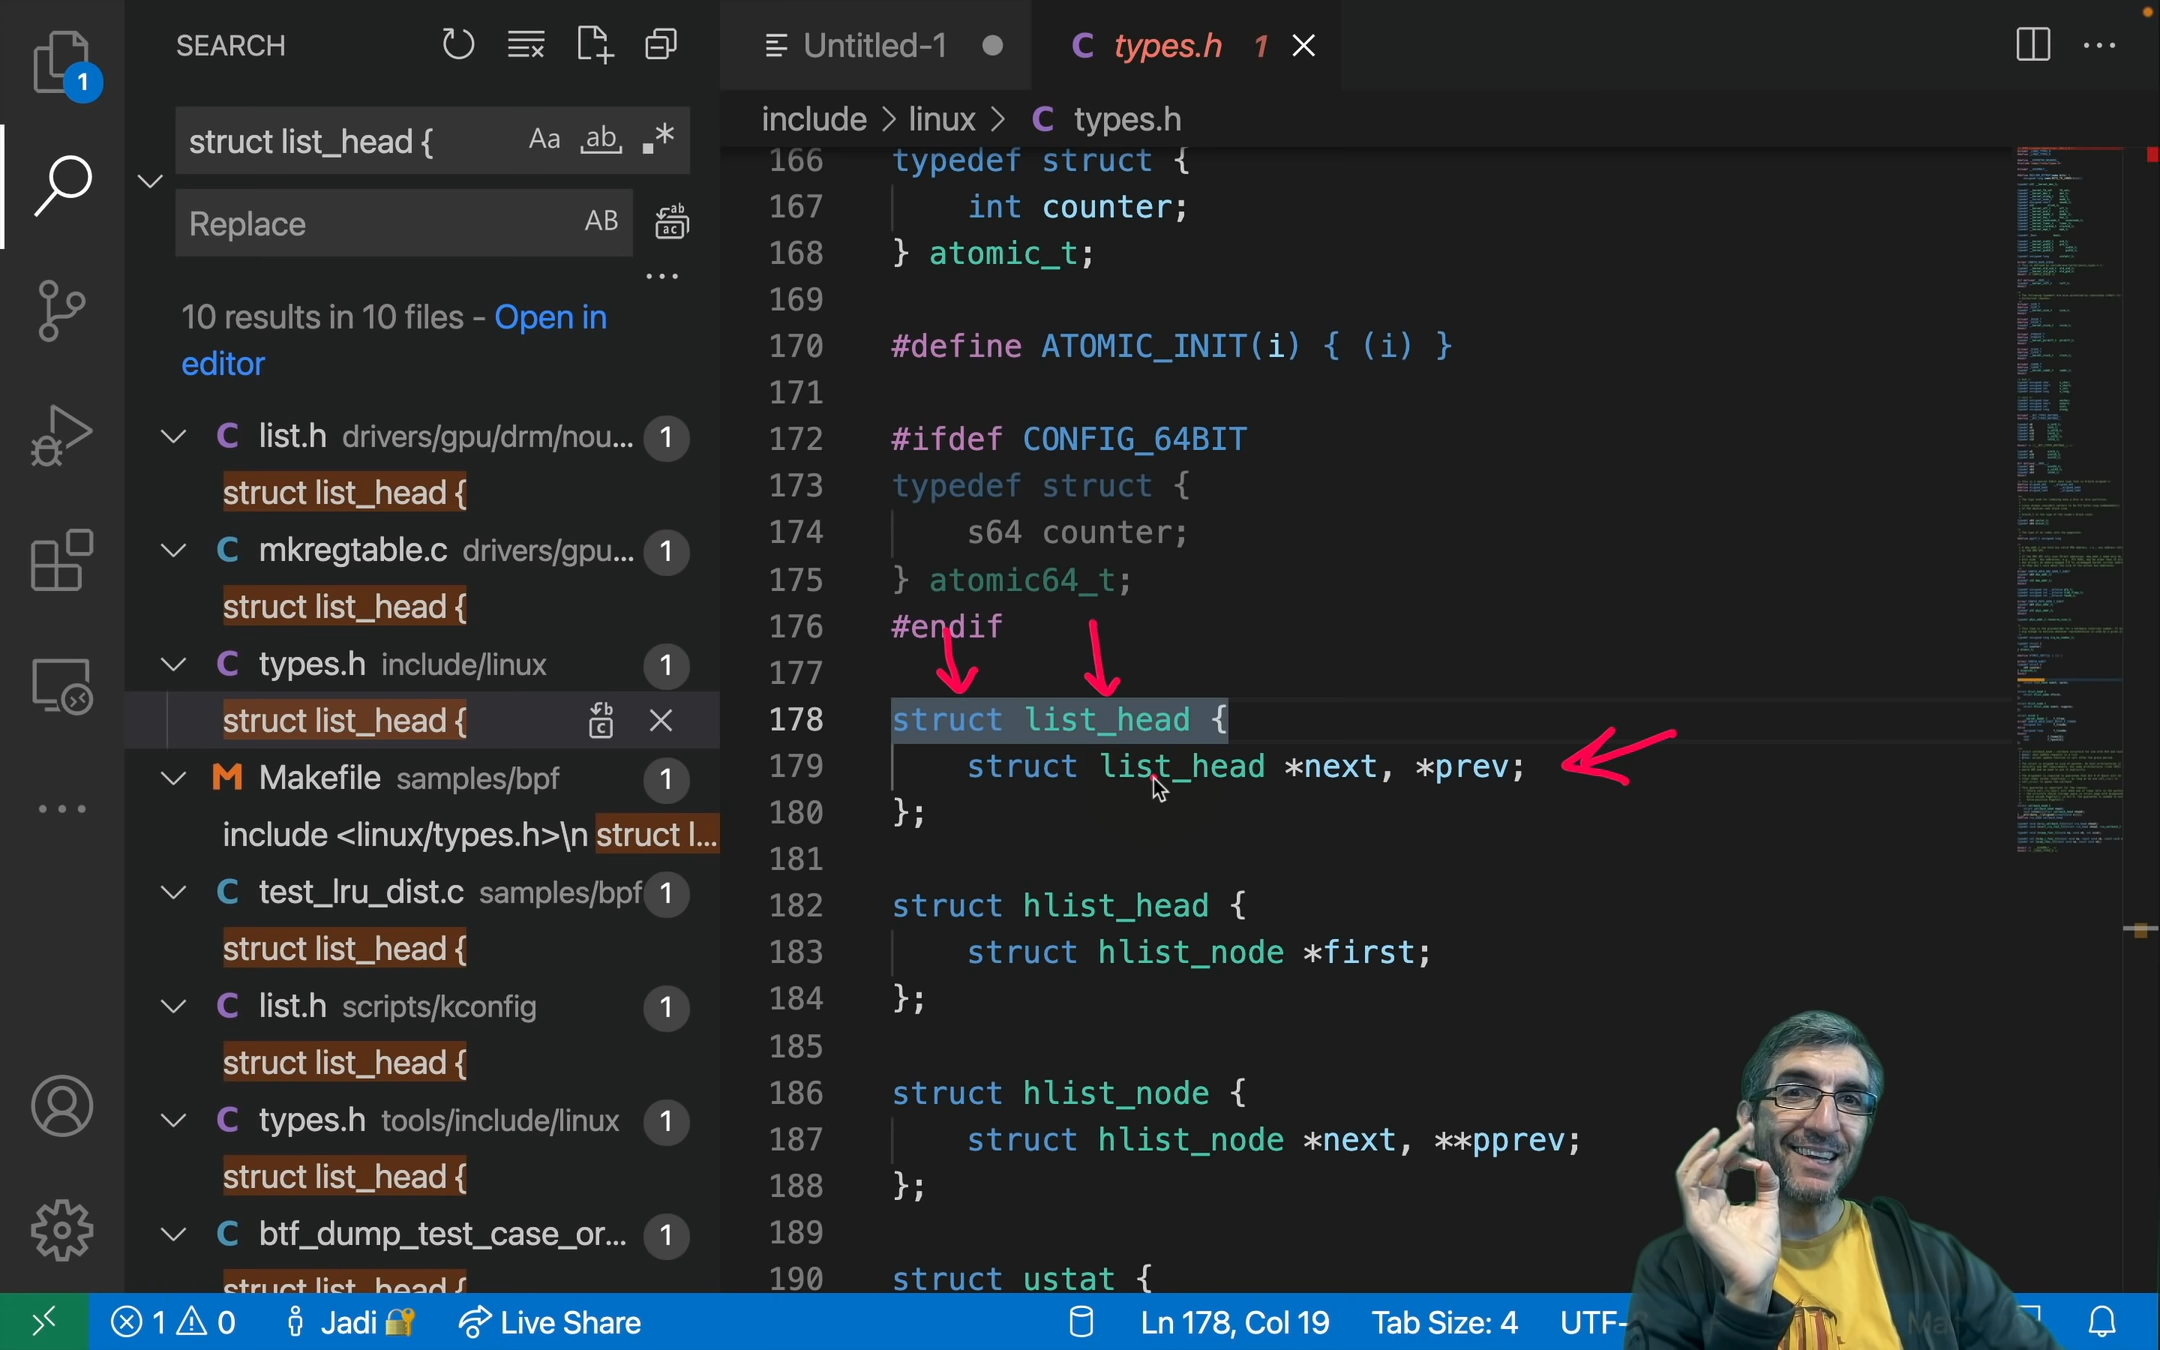 1
SEARCH
struct list_head {
Aa
ab
Replace
AB
10 results in 10 files - Open in
editor
C list.h drivers/gpu/drm/nou... 1
struct list_head {
C mkregtable.c drivers/gpu... 1
struct list_head {
C types.h include/linux 1
struct list_head {
M Makefile samples/bpf 1
include <linux/types.h>\n struct l...
C test_lru_dist.c samples/bpf 1
struct list_head {
C list.h scripts/kconfig 1
struct list_head {
C types.h tools/include/linux 1
struct list_head {
C btf_dump_test_case_or... 1
struct list_head {
Untitled-1
C types.h 1
include > linux > C types.h
166 typedef struct {
167 int counter;
168 } atomic_t;
169
170 #define ATOMIC_INIT(i) { (i) }
171
172 #ifdef CONFIG_64BIT
173 typedef struct {
174 s64 counter;
175 } atomic64_t;
176 #endif
177
178 struct list_head {
179 struct list_head *next, *prev;
180 };
181
182 struct hlist_head {
183 struct hlist_node *first;
184 };
185
186 struct hlist_node {
187 struct hlist_node *next, **pprev;
188 };
189
190 struct ustat {
1 0 Jadi Live Share Ln 178, Col 19 Tab Size: 4 UTF-